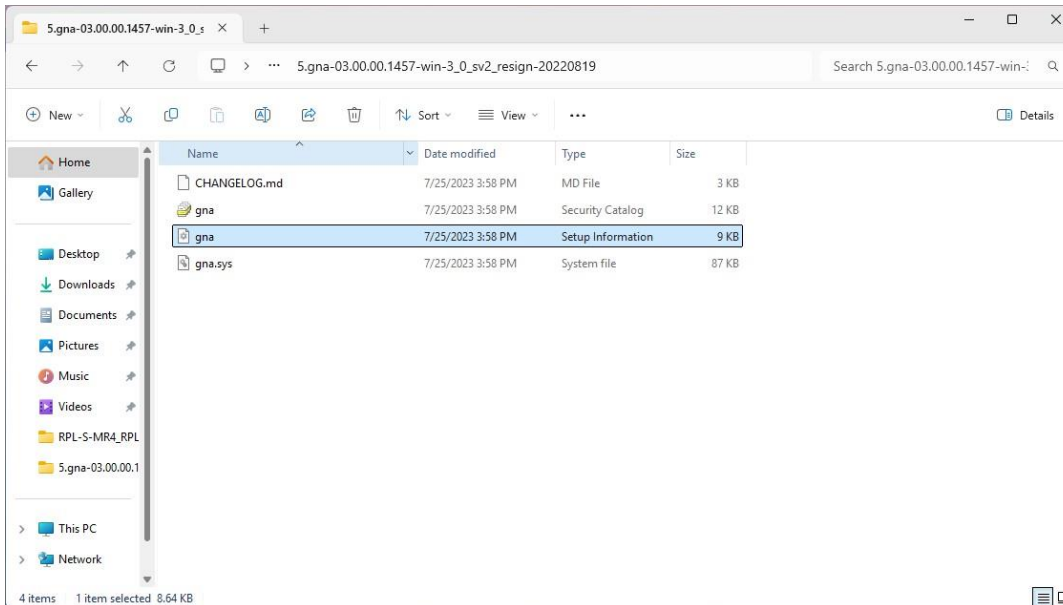 5.gna-03.00.00.1457-win-3_0_s
5.gna-03.00.00.1457-win-3_0_sv2_resign-20220819
Search 5.gna-03.00.00.1457-win-3
New
Sort
View
Details
Name Date modified Type Size
CHANGELOG.md 7/25/2023 3:58 PM MD File 3 KB
gna 7/25/2023 3:58 PM Security Catalog 12 KB
gna 7/25/2023 3:58 PM Setup Information 9 KB
gna.sys 7/25/2023 3:58 PM System file 87 KB
Home
Gallery
Desktop
Downloads
Documents
Pictures
Music
Videos
RPL-S-MR4_RPL
5.gna-03.00.00.1
This PC
Network
4 items 1 item selected 8.64 KB